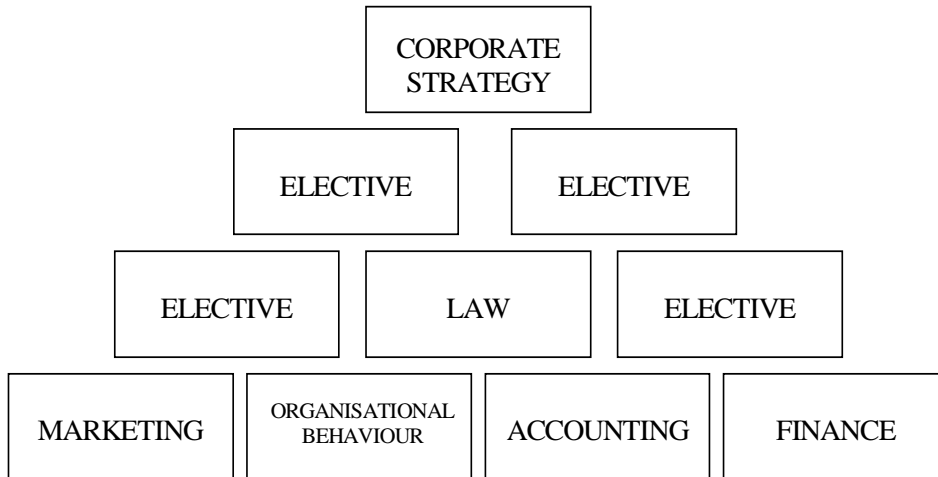 CORPORATE
STRATEGY
ELECTIVE
ELECTIVE
ELECTIVE
LAW
ELECTIVE
MARKETING
ORGANISATIONAL
BEHAVIOUR
ACCOUNTING
FINANCE